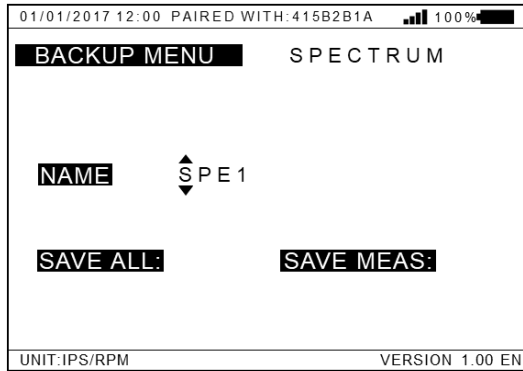 01/01/2017 12:00 PAIRED WITH:415B2B1A 100%
BACKUP MENU SPECTRUM
NAME SPE1
SAVE ALL: SAVE MEAS:
UNIT:IPS/RPM VERSION 1.00 EN